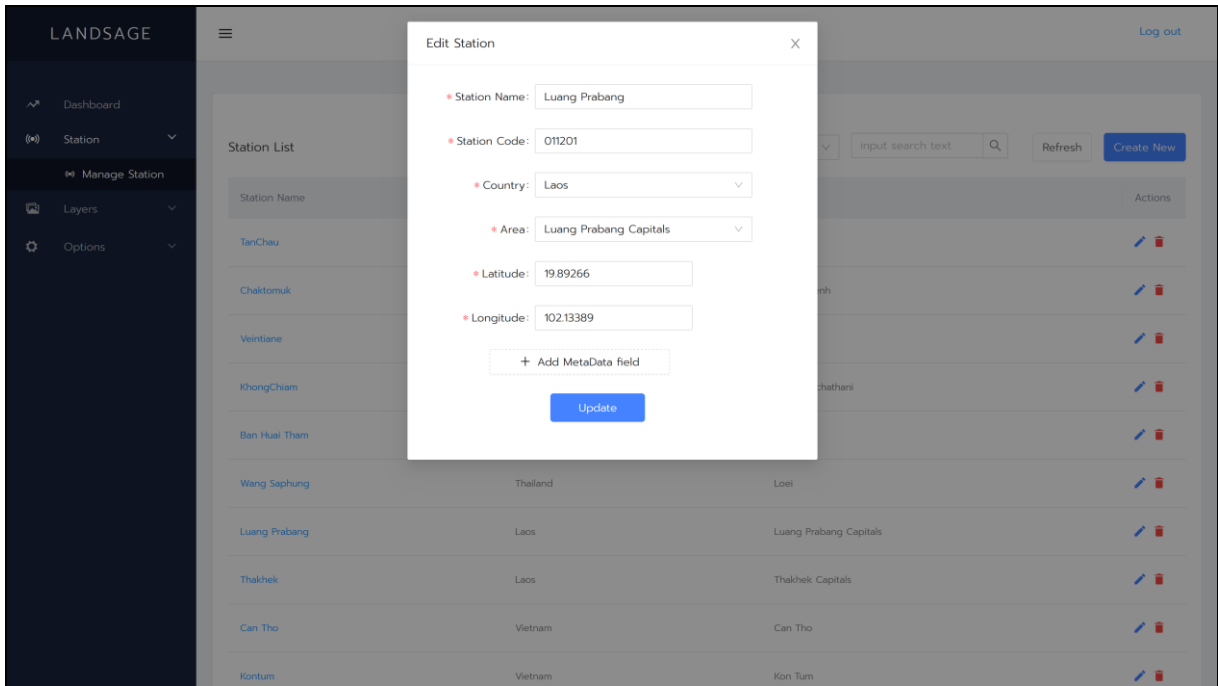 LANDSAGE
Log out
Dashboard
Station
Manage Station
Layers
Options
Edit Station
* Station Name: Luang Prabang
* Station Code: 011201
* Country: Laos
* Area: Luang Prabang Capitals
* Latitude: 19.89266
* Longitude: 102.13389
+ Add MetaData field
Update
Station List
input search text
Refresh
Create New
Station Name Actions
TanChau
Chaktomuk nh
Veintiane
KhongChiam chathani
Ban Huai Tham
Wang Saphung Thailand Loei
Luang Prabang Laos Luang Prabang Capitals
Thakhek Laos Thakhek Capitals
Can Tho Vietnam Can Tho
Kontum Vietnam Kon Tum